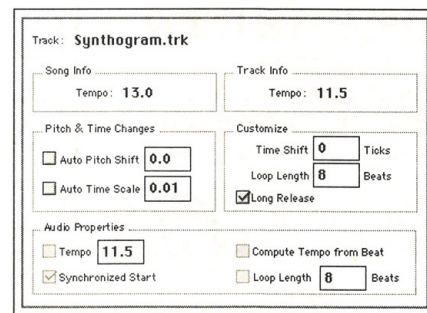 Track: Synthogram.trk
Song Info
Tempo: 13.0
Track Info
Tempo: 11.5
Pitch & Time Changes
Auto Pitch Shift 0.0
Auto Time Scale 0.01
Customize
Time Shift 0 Ticks
Loop Length 8 Beats
Long Release
Audio Properties
Tempo 11.5
Synchronized Start
Compute Tempo from Beat
Loop Length 8 Beats